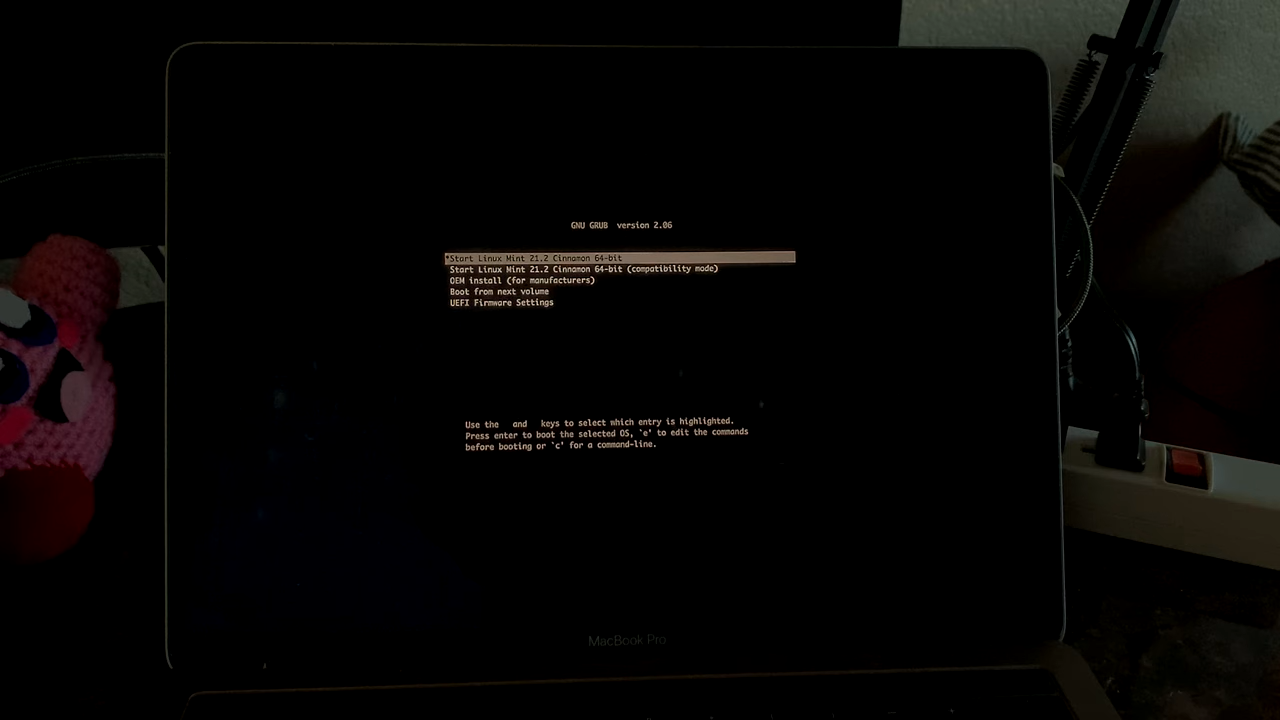 GNU GRUB version 2.06
*Start Linux Mint 21.2 Cinnamon 64-bit
Start Linux Mint 21.2 Cinnamon 64-bit (compatibility mode)
OEM install (for manufacturers)
Boot from next volume
UEFI Firmware Settings
Use the and keys to select which entry is highlighted.
Press enter to boot the selected OS, `e' to edit the commands
before booting or `c' for a command-line.
MacBook Pro